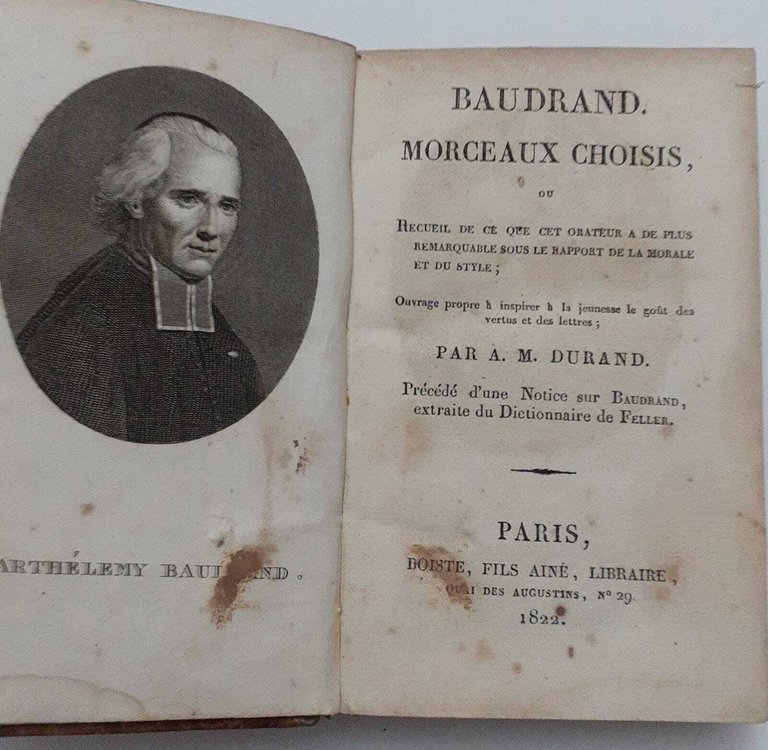 ARTHÉLEMY BAUDRAND.
BAUDRAND.
MORCEAUX CHOISIS,
OU
RECUEIL DE CE QUE CET ORATEUR A DE PLUS
REMARQUABLE SOUS LE RAPPORT DE LA MORALE
ET DU STYLE ;
Ouvrage propre à inspirer à la jeunesse le goût des
vertus et des lettres ;
PAR A. M. DURAND.
Précédé d'une Notice sur BAUDRAND,
extraite du Dictionnaire de FELLER.
PARIS,
BOISTE, FILS AINÉ, LIBRAIRE,
QUAI DES AUGUSTINS, N° 29.
1822.